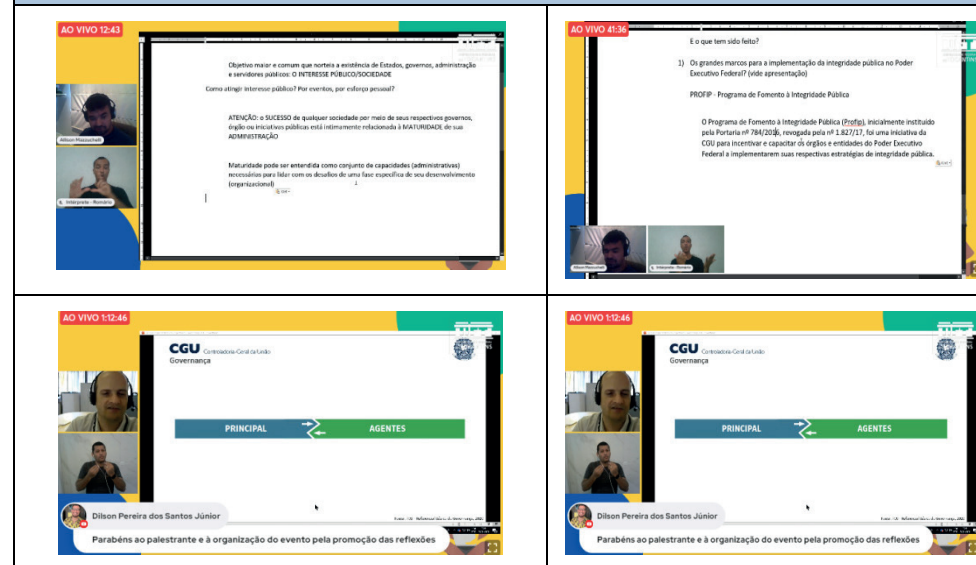 AO VIVO 12:43
Objetivo maior e comum que norteia a existência de Estados, governos, administração
e servidores públicos: O INTERESSE PÚBLICO/SOCIEDADE
Como atingir interesse público? Por eventos, por esforço pessoal?
ATENÇÃO: o SUCESSO de qualquer sociedade por meio de seus respectivos governos,
órgão ou iniciativas públicas está intimamente relacionada à MATURIDADE de sua
ADMINISTRAÇÃO
Maturidade pode ser entendida como conjunto de capacidades (administrativas)
necessárias para lidar com os desafios de uma fase específica de seu desenvolvimento
(organizacional)
Intérprete - Romário
AO VIVO 41:36
E o que tem sido feito?
1) Os grandes marcos para a implementação da integridade pública no Poder
Executivo Federal? (vide apresentação)
PROFIP - Programa de Fomento à Integridade Pública
O Programa de Fomento à Integridade Pública (Profip), inicialmente instituído
pela Portaria nº 784/2016, revogada pela nº 1.827/17, foi uma iniciativa da
CGU para incentivar e capacitar os órgãos e entidades do Poder Executivo
Federal a implementarem suas respectivas estratégias de integridade pública.
AO VIVO 1:12:46
CGU Controladoria-Geral da União
Governança
PRINCIPAL
AGENTES
Dilson Pereira dos Santos Júnior
Parabéns ao palestrante e à organização do evento pela promoção das reflexões
AO VIVO 1:12:46
CGU Controladoria-Geral da União
Governança
PRINCIPAL
AGENTES
Dilson Pereira dos Santos Júnior
Parabéns ao palestrante e à organização do evento pela promoção das reflexões